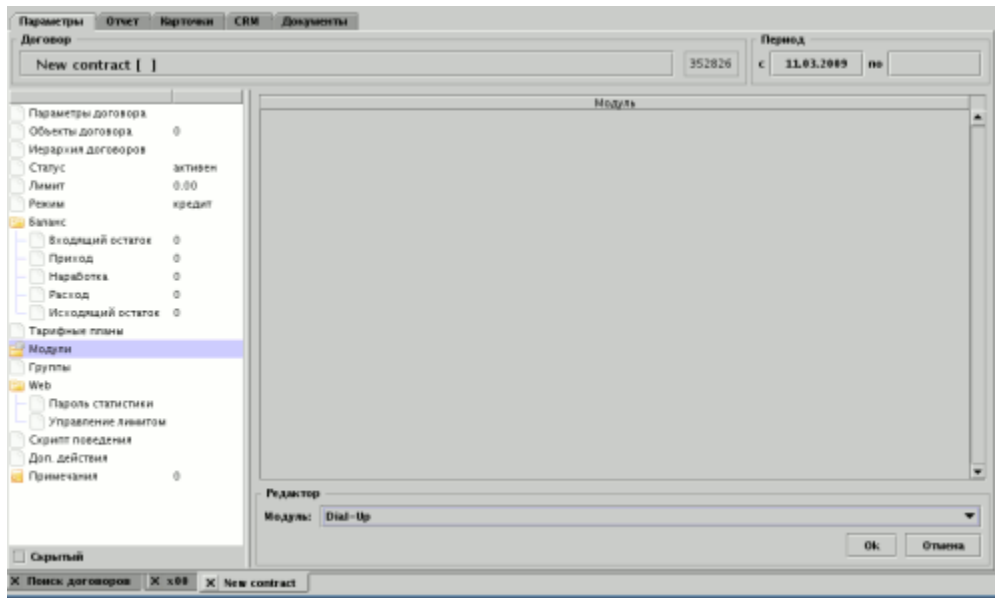 Параметры Отчет Карточки CRM Документы
Договор Период
New contract [ ] 352826 с 11.03.2009 по
Модуль
Параметры договора
Объекты договора 0
Иерархия договоров
Статус активен
Лимит 0.00
Режим кредит
Баланс
Входящий остаток 0
Приход 0
Наработка 0
Расход 0
Исходящий остаток 0
Тарифные планы
Модули
Группы
Web
Пароль статистики
Управление лимитом
Скрипт поведения
Доп. действия
Примечания 0
Редактор
Модуль: Dial-Up
Ok Отмена
Скрытый
X Поиск договоров X x00 X New contract